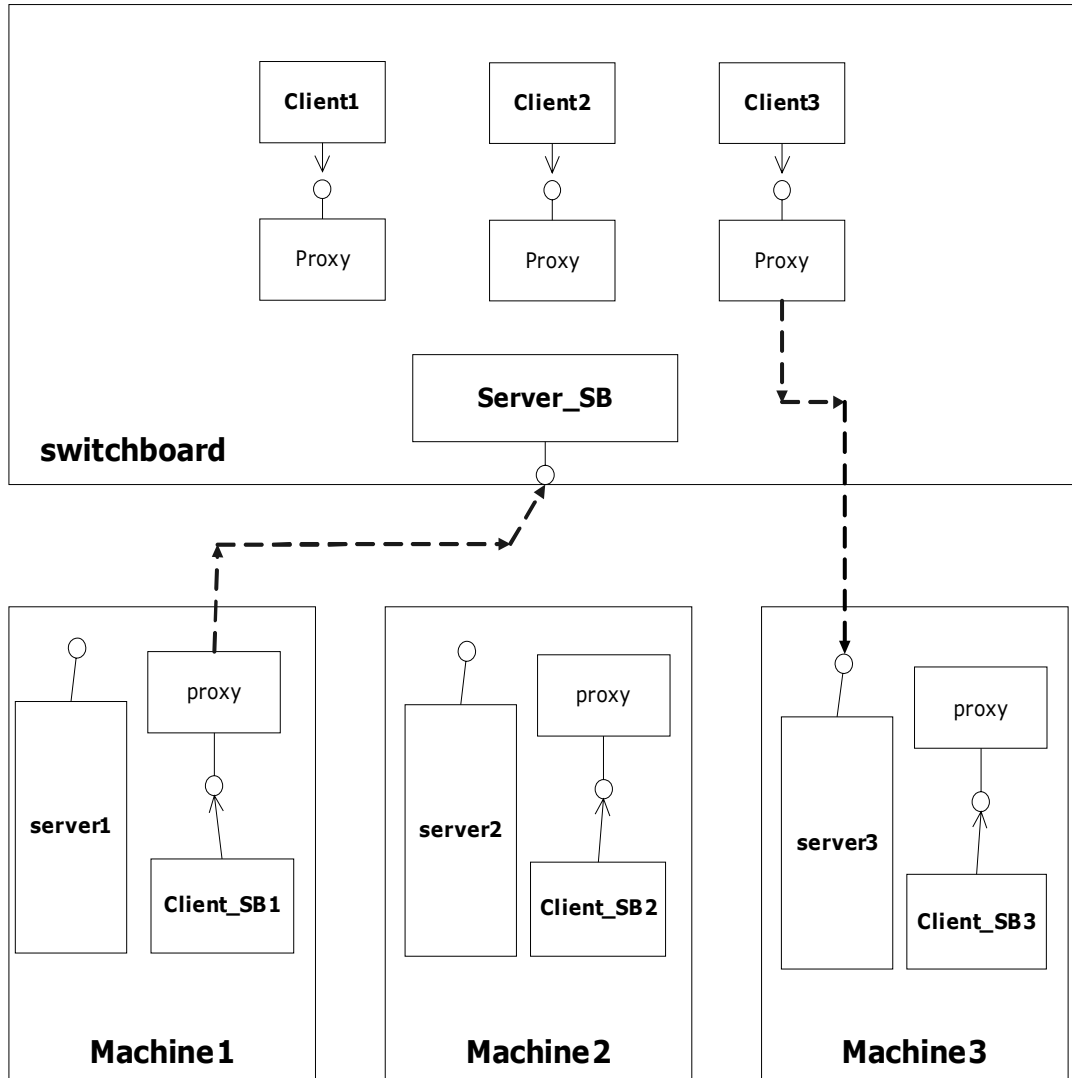 Client1
Client2
Client3
Proxy
Proxy
Proxy
Server_SB
switchboard
proxy
server1
Client_SB1
Machine1
proxy
server2
Client_SB2
Machine2
proxy
server3
Client_SB3
Machine3